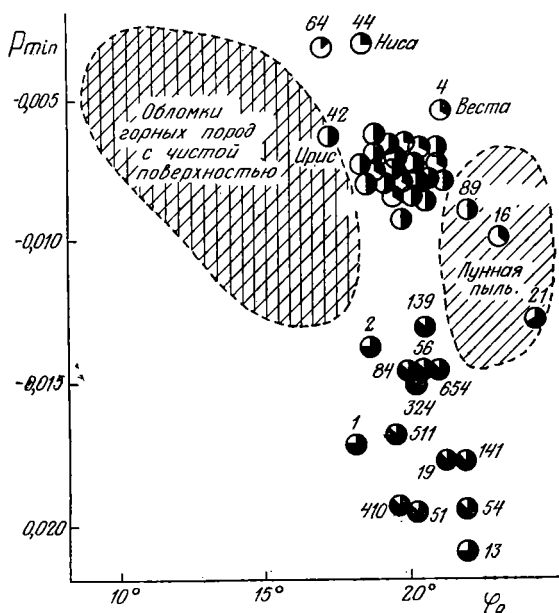 64
44
Ниса
Pmin
4
Веста
-0,005
42
Ирис
Обломки
горных пород
с чистой
поверхностью
89
16
-0,010
Лунная
пыль.
21
139
2
56
84
654
-0,015
324
1
511
141
19
410
51
54
-0,020
13
10°
15°
20°
φo